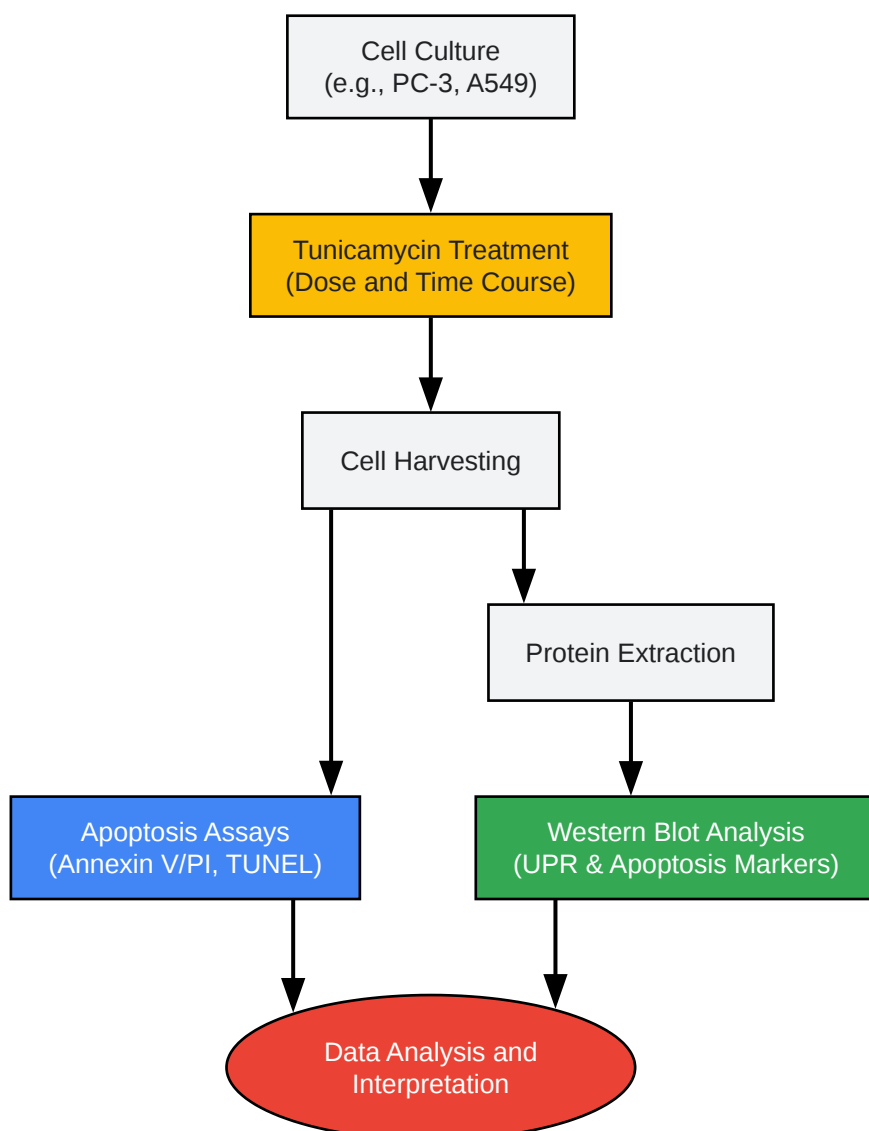 Cell Culture
(e.g., PC-3, A549)
Tunicamycin Treatment
(Dose and Time Course)
Cell Harvesting
Protein Extraction
Apoptosis Assays
(Annexin V/PI, TUNEL)
Western Blot Analysis
(UPR & Apoptosis Markers)
Data Analysis and
Interpretation